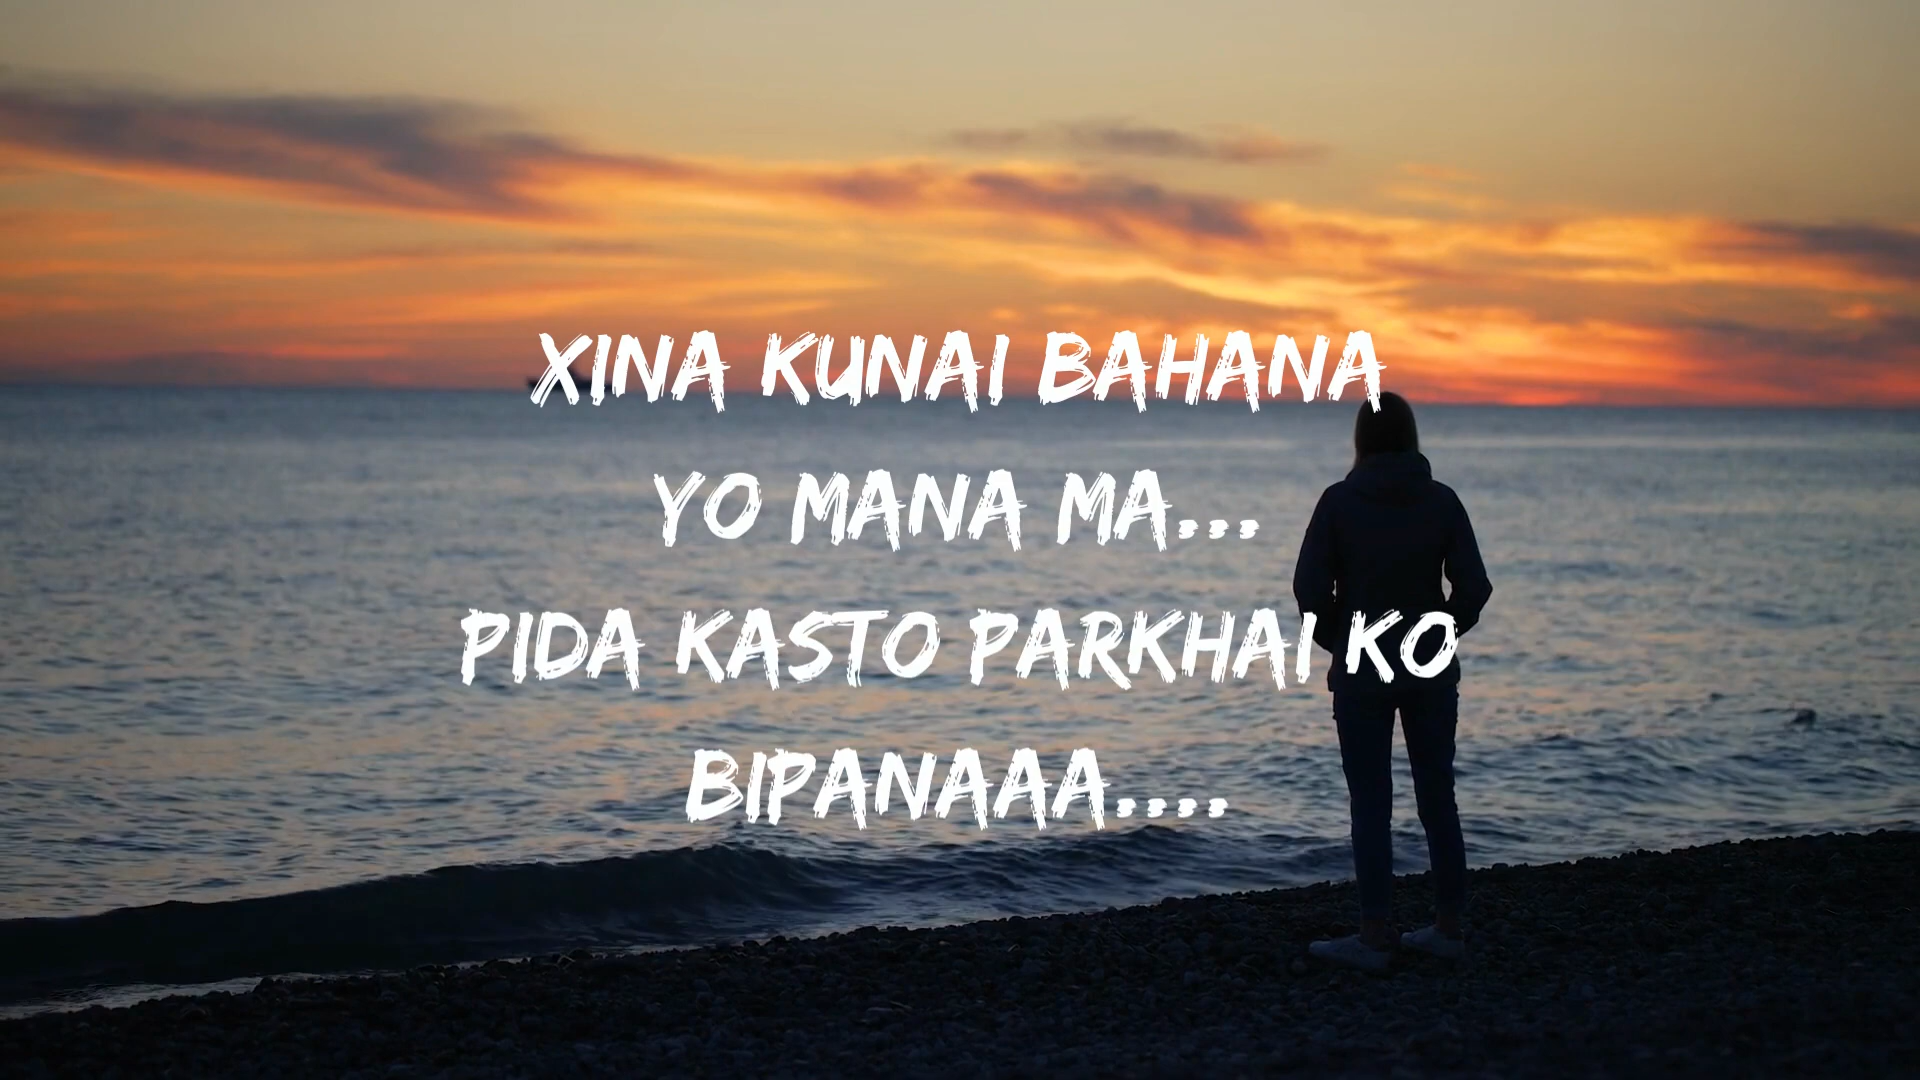 XINA KUNAI BAHANA
YO MANA MA...
PIDA KASTO PARKHAI KO
BIPANAAA....